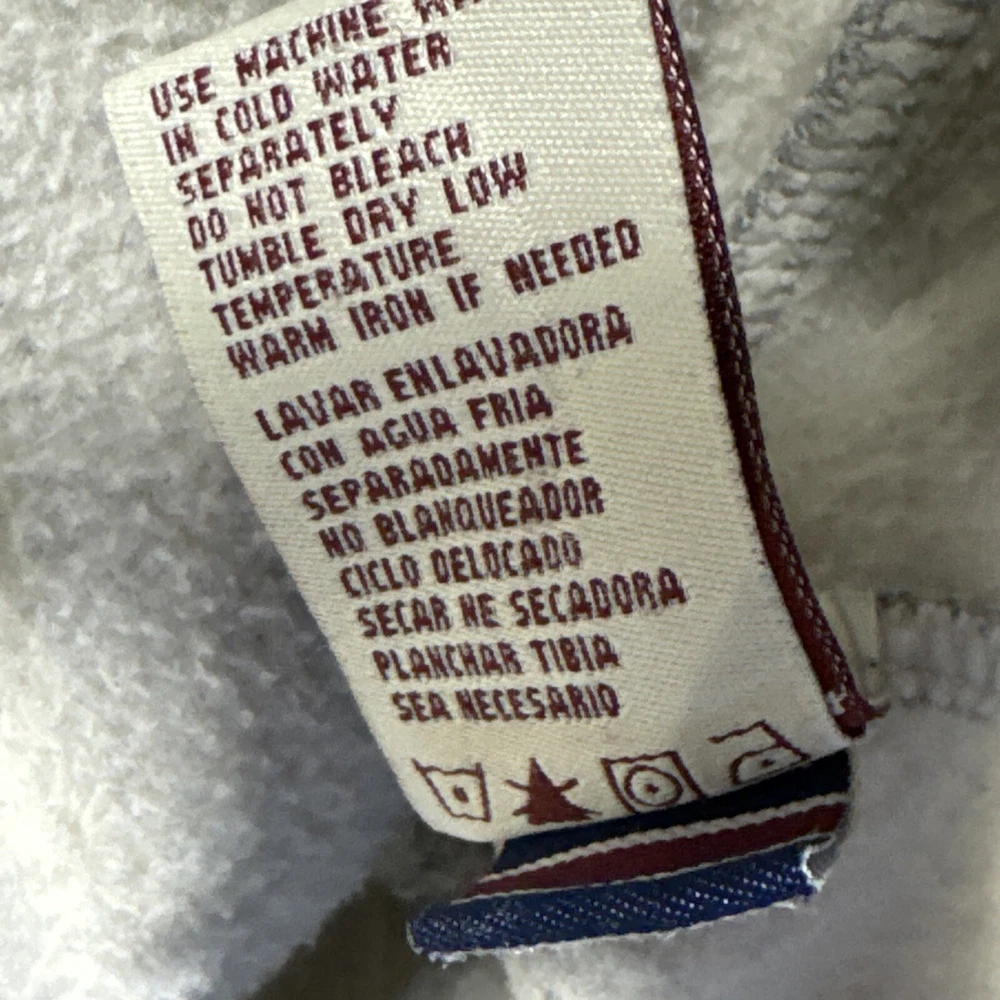 USE MACHINE
IN COLD WATER
SEPARATELY
DO NOT BLEACH
TUMBLE DRY LOW
TEMPERATURE
WARM IRON IF NEEDED
LAVAR ENLAVADORA
CON AGUA FRIA
SEPARADAMENTE
NO BLANQUEADOR
CICLO DELOCADO
SECAR NE SECADORA
PLANCHAR TIBIA
SEA NECESARIO